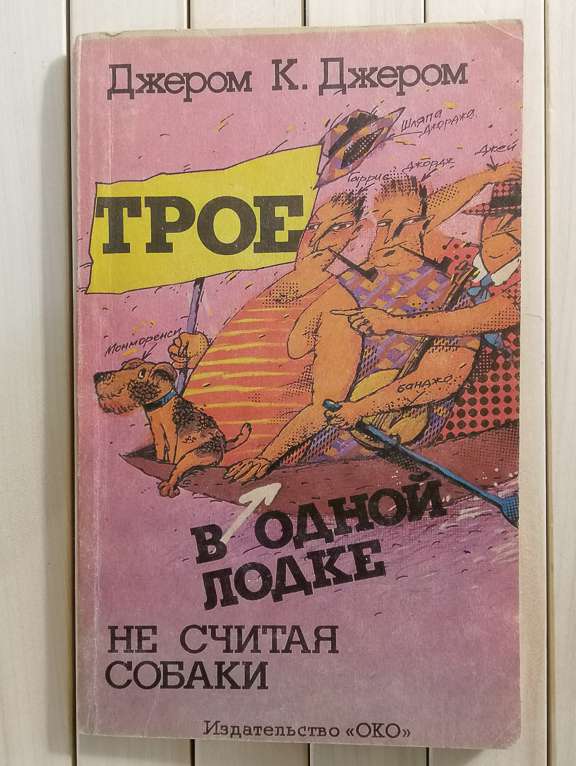 Джером К. Джером
Шляпа
Джорджа.
Гаррис
Джордж
Джей
ТРОЕ
Монморенси
банджо
В ОДНОЙ
ЛОДКЕ
НЕ СЧИТАЯ
СОБАКИ
Издательство «ОКО»